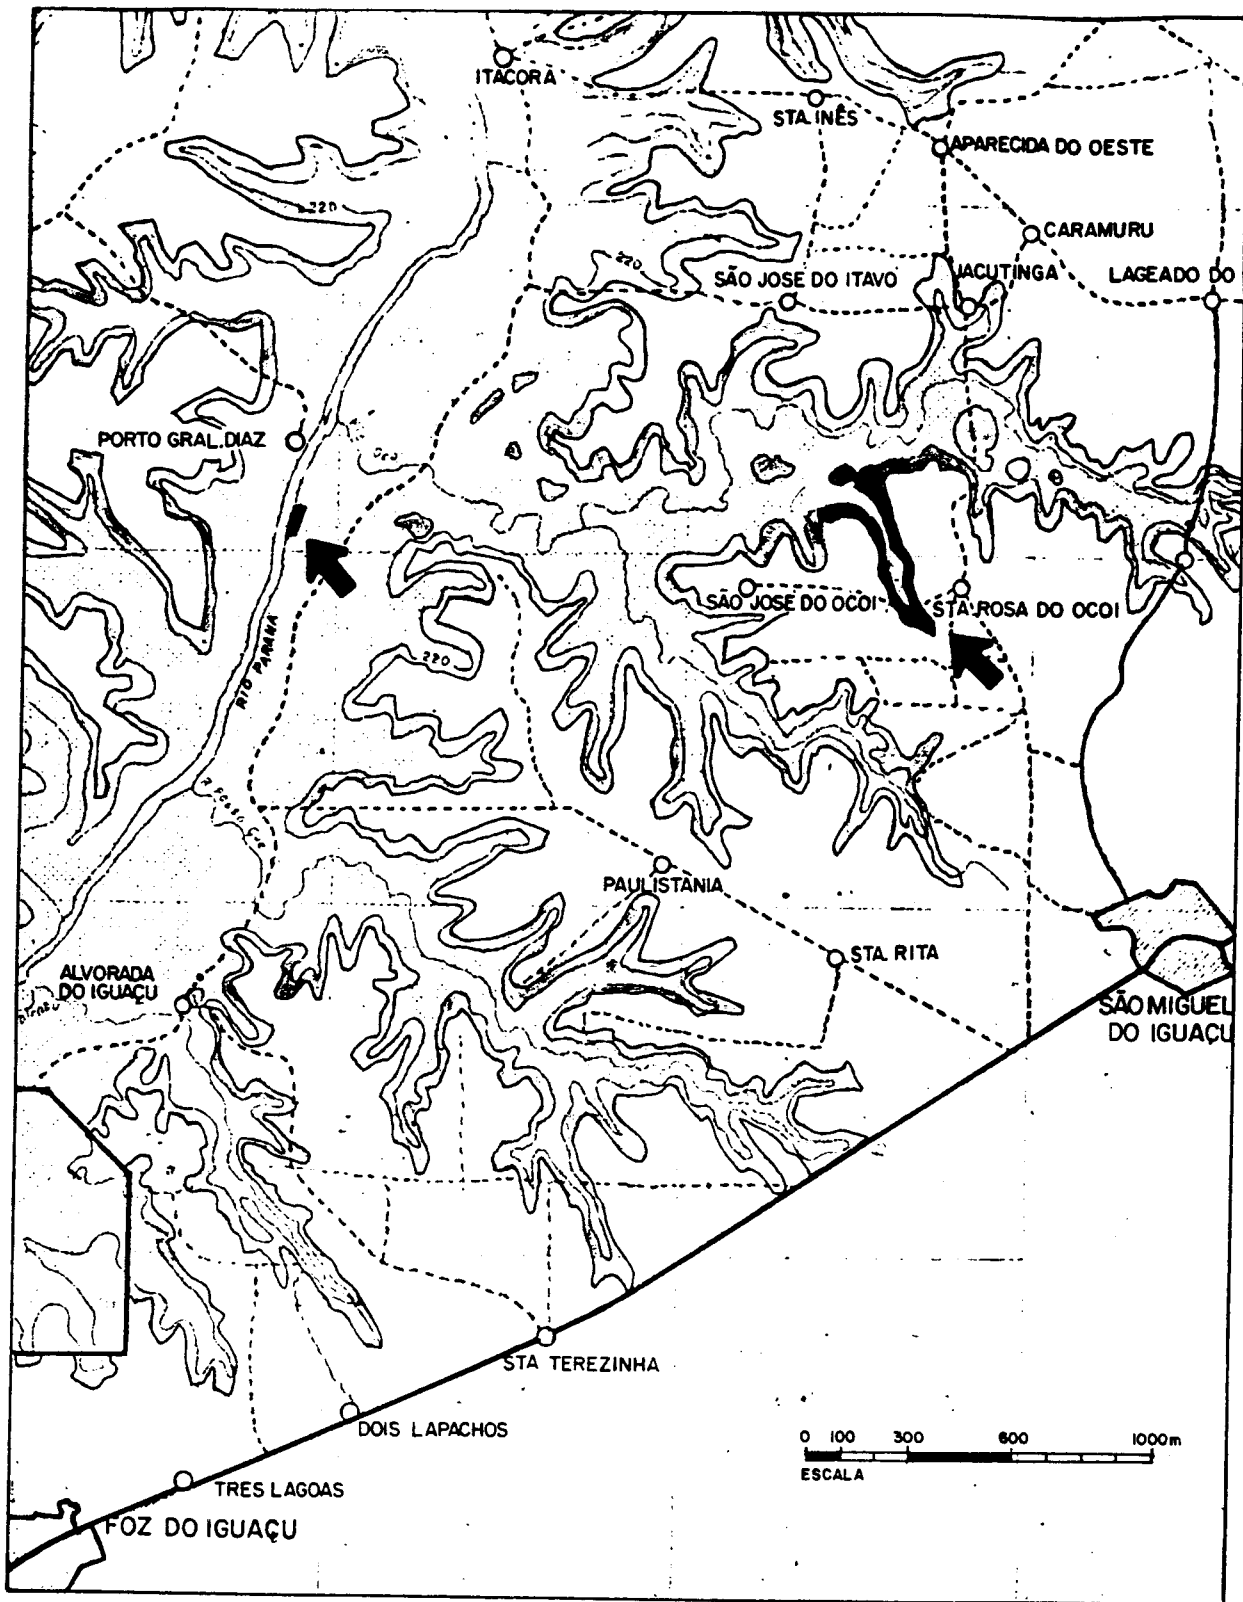 ITACORÁ
STA. INÊS
APARECIDA DO OESTE
220
CARAMURU
220
SÃO JOSE DO ITAVO
JACUTINGA
LAGEADO DO
PORTO GRAL. DIAZ
SÃO JOSE DO OCOI
STA. ROSA DO OCOI
RIO PARANA
220
PAULISTANIA
STA. RITA
ALVORADA
DO IGUAÇU
SÃO MIGUEL
DO IGUAÇU
STA TEREZINHA
DOIS LAPACHOS
0 100 300 600 1000m
ESCALA
TRES LAGOAS
FOZ DO IGUAÇU